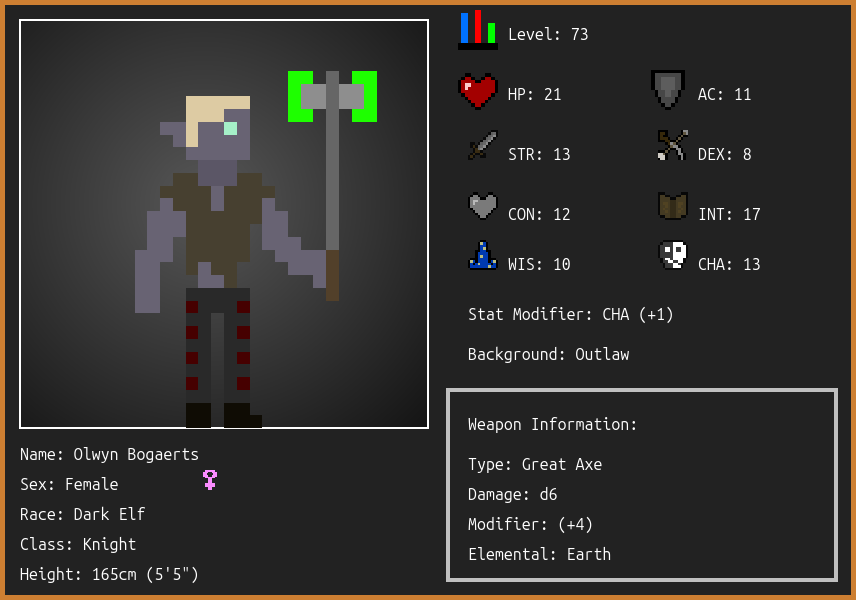 Level: 73
HP: 21
AC: 11
STR: 13
DEX: 8
CON: 12
INT: 17
WIS: 10
CHA: 13
Stat Modifier: CHA (+1)
Background: Outlaw
Weapon Information:
Type: Great Axe
Damage: d6
Modifier: (+4)
Elemental: Earth
Name: Olwyn Bogaerts
Sex: Female
Race: Dark Elf
Class: Knight
Height: 165cm (5'5")